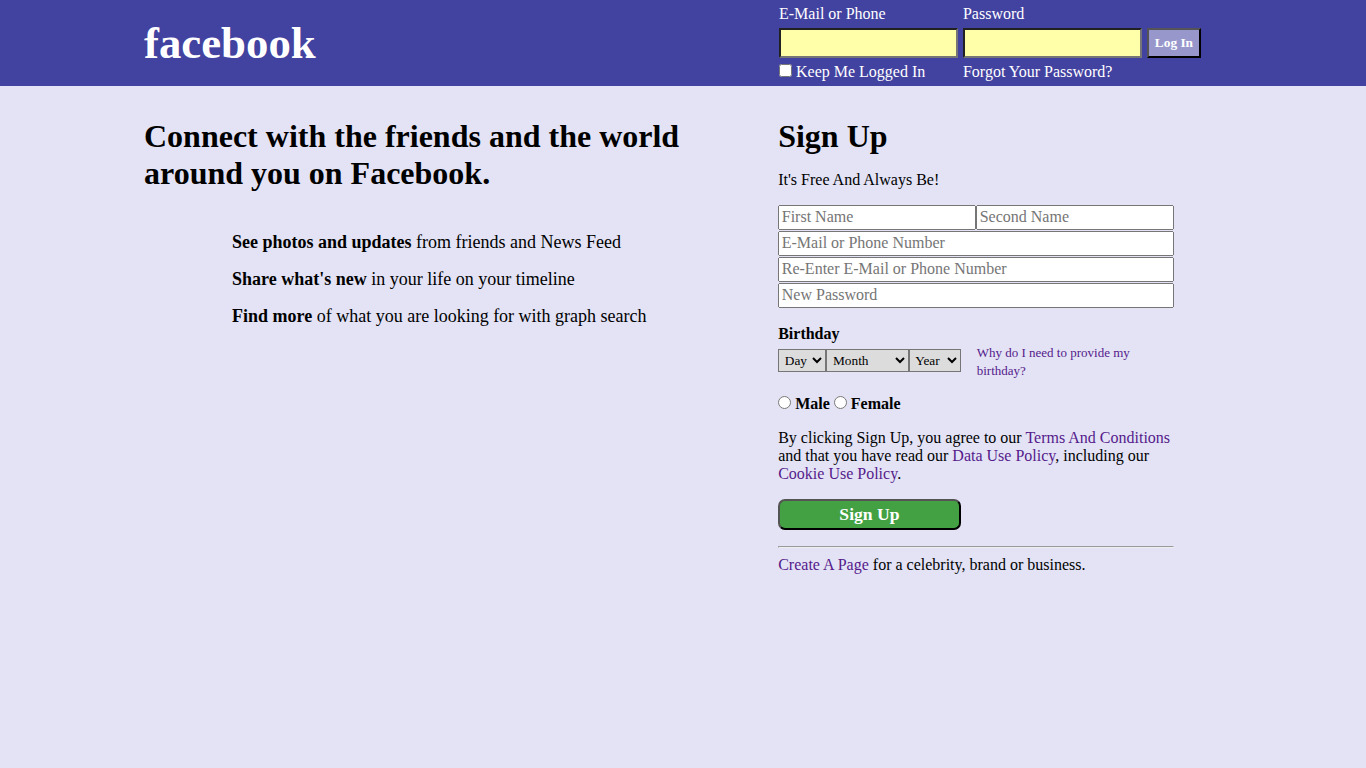 facebook
E-Mail or Phone
Password
Log In
Keep Me Logged In
Forgot Your Password?
Connect with the friends and the world
around you on Facebook.
See photos and updates from friends and News Feed
Share what's new in your life on your timeline
Find more of what you are looking for with graph search
Sign Up
It's Free And Always Be!
First Name
Second Name
E-Mail or Phone Number
Re-Enter E-Mail or Phone Number
New Password
Birthday
Day
Month
Year
Why do I need to provide my
birthday?
Male
Female
By clicking Sign Up, you agree to our Terms And Conditions
and that you have read our Data Use Policy, including our
Cookie Use Policy.
Sign Up
Create A Page for a celebrity, brand or business.